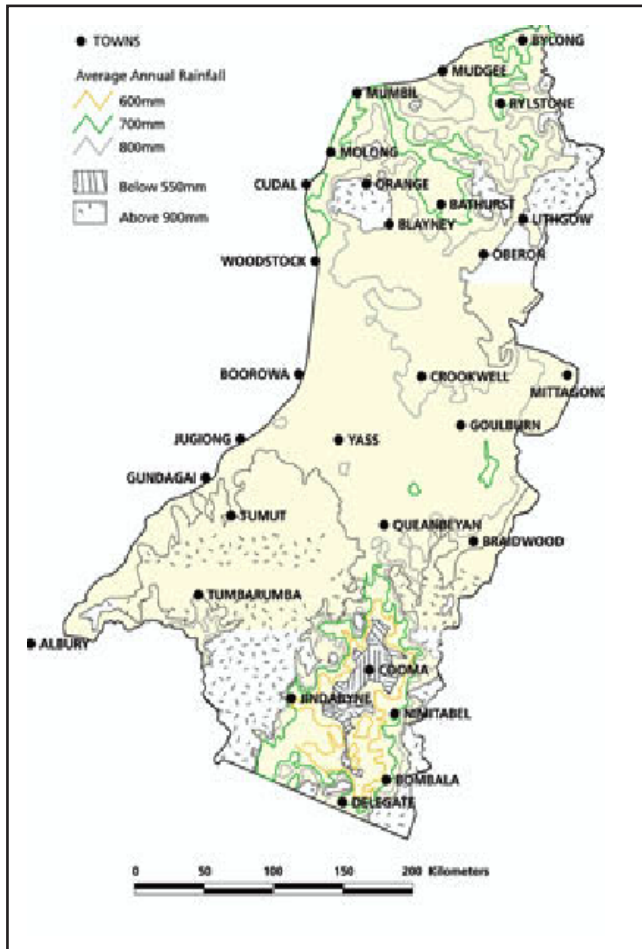 TOWNS
Average Annual Rainfall
600mm
700mm
800mm
Below 550mm
Above 900mm
BYLONG
MUDGEE
MUMBIL
RYLSTONE
MOLONG
CUDAL
ORANGE
BATHURST
LITHGOW
BLAYNEY
OBERON
WOODSTOCK
BOOROWA
CROOKWELL
MITTAGONG
GOULBURN
JUGIONG
YASS
GUNDAGAI
TUMUT
QUEANBEYAN
BRAIDWOOD
TUMBARUMBA
ALBURY
COOMA
JINDABYNE
NIMITABEL
BOMBALA
DELEGATE
0 50 100 160 200 Kilometers